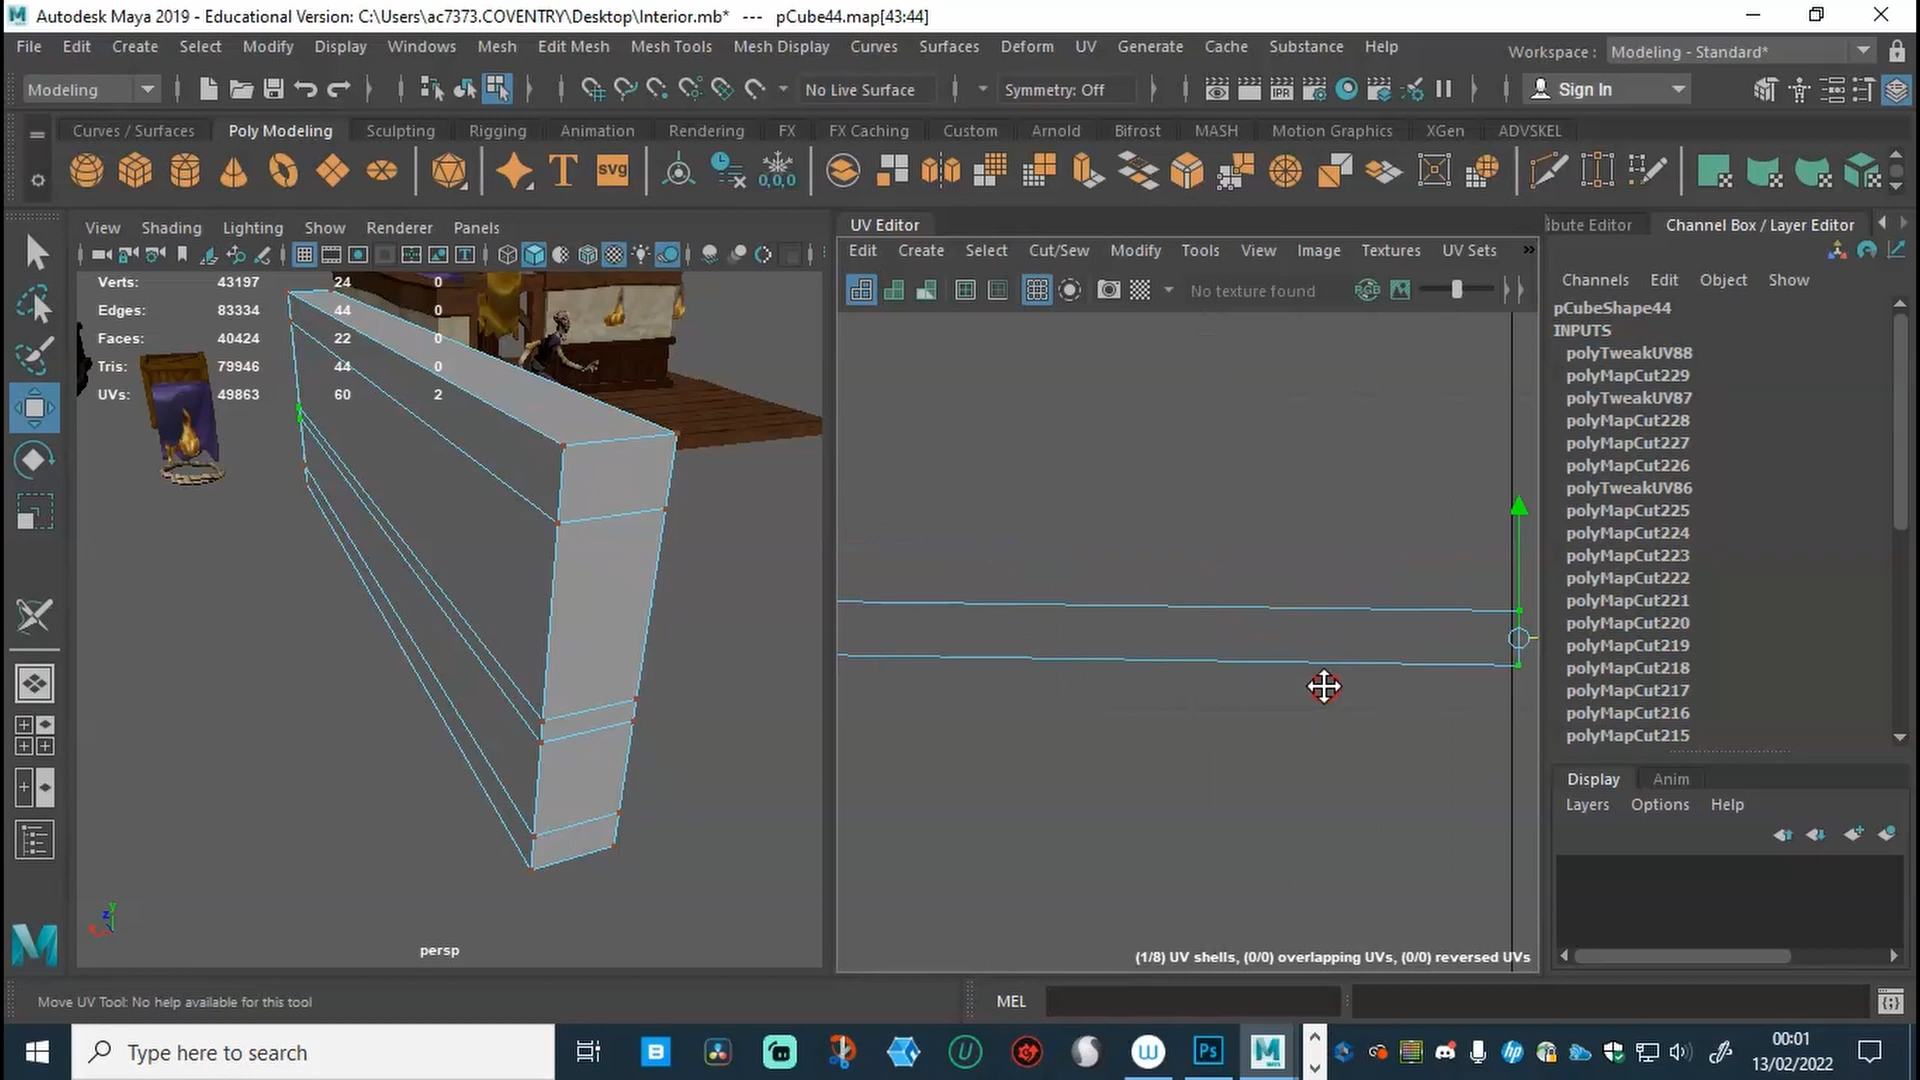 Autodesk Maya 2019 - Educational Version: C:\Users\ac7373.COVENTRY\Desktop\Interior.mb* --- pCube44.map[43:44]
File Edit Create Select Modify Display Windows Mesh Edit Mesh Mesh Tools Mesh Display Curves Surfaces Deform UV Generate Cache Substance Help Workspace : Modeling - Standard*
Modeling No Live Surface Symmetry: Off Sign In
Curves / Surfaces Poly Modeling Sculpting Rigging Animation Rendering FX FX Caching Custom Arnold Bifrost MASH Motion Graphics XGen ADVSKEL
T svg 0,0,0
View Shading Lighting Show Renderer Panels
Verts: 43197 24 0
Edges: 83334 44 0
Faces: 40424 22 0
Tris: 79946 44 0
UVs: 49863 60 2
persp
UV Editor
Edit Create Select Cut/Sew Modify Tools View Image Textures UV Sets »
No texture found
(1/8) UV shells, (0/0) overlapping UVs, (0/0) reversed UVs
ibute Editor Channel Box / Layer Editor
Channels Edit Object Show
pCubeShape44
INPUTS
polyTweakUV88
polyMapCut229
polyTweakUV87
polyMapCut228
polyMapCut227
polyMapCut226
polyTweakUV86
polyMapCut225
polyMapCut224
polyMapCut223
polyMapCut222
polyMapCut221
polyMapCut220
polyMapCut219
polyMapCut218
polyMapCut217
polyMapCut216
polyMapCut215
Display Anim
Layers Options Help
Move UV Tool: No help available for this tool MEL
Type here to search
00:01
13/02/2022